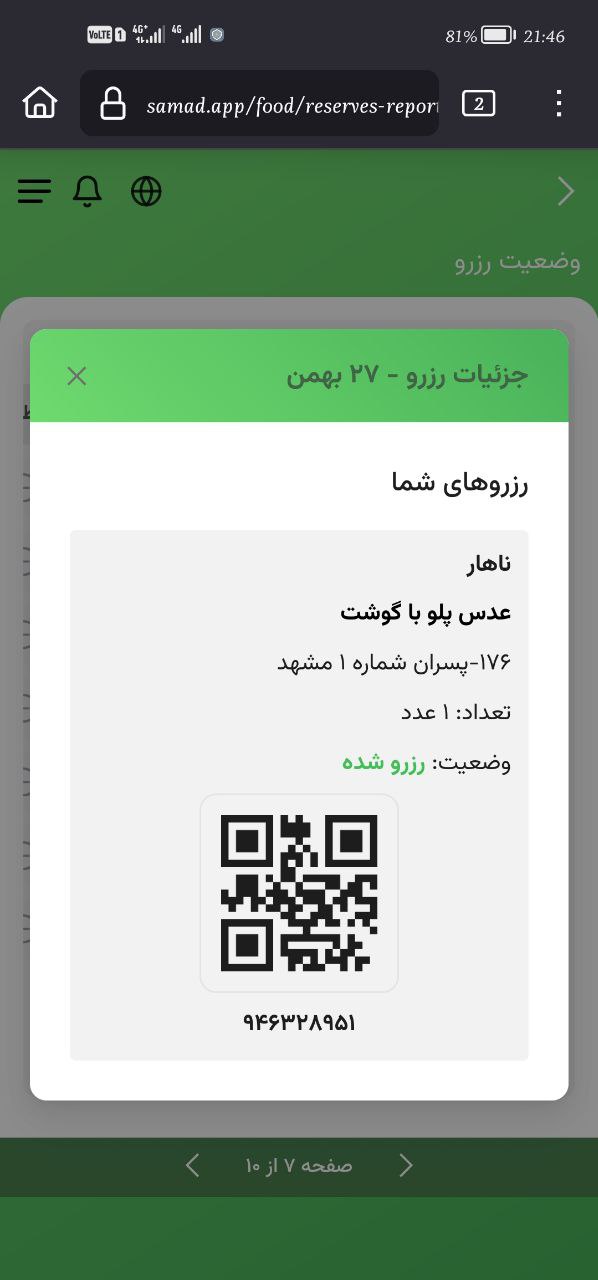 VoLTE 1 4G+ 4G 81% 21:46
samad.app/food/reserves-repor
2
وضعیت رزرو
جزئیات رزرو - ۲۷ بهمن
رزروهای شما
ناهار
عدس پلو با گوشت
۱۷۶-پسران شماره ۱ مشهد
تعداد: ۱ عدد
وضعیت: رزرو شده
۹۴۶۳۲۸۹۵۱
صفحه ۷ از ۱۰